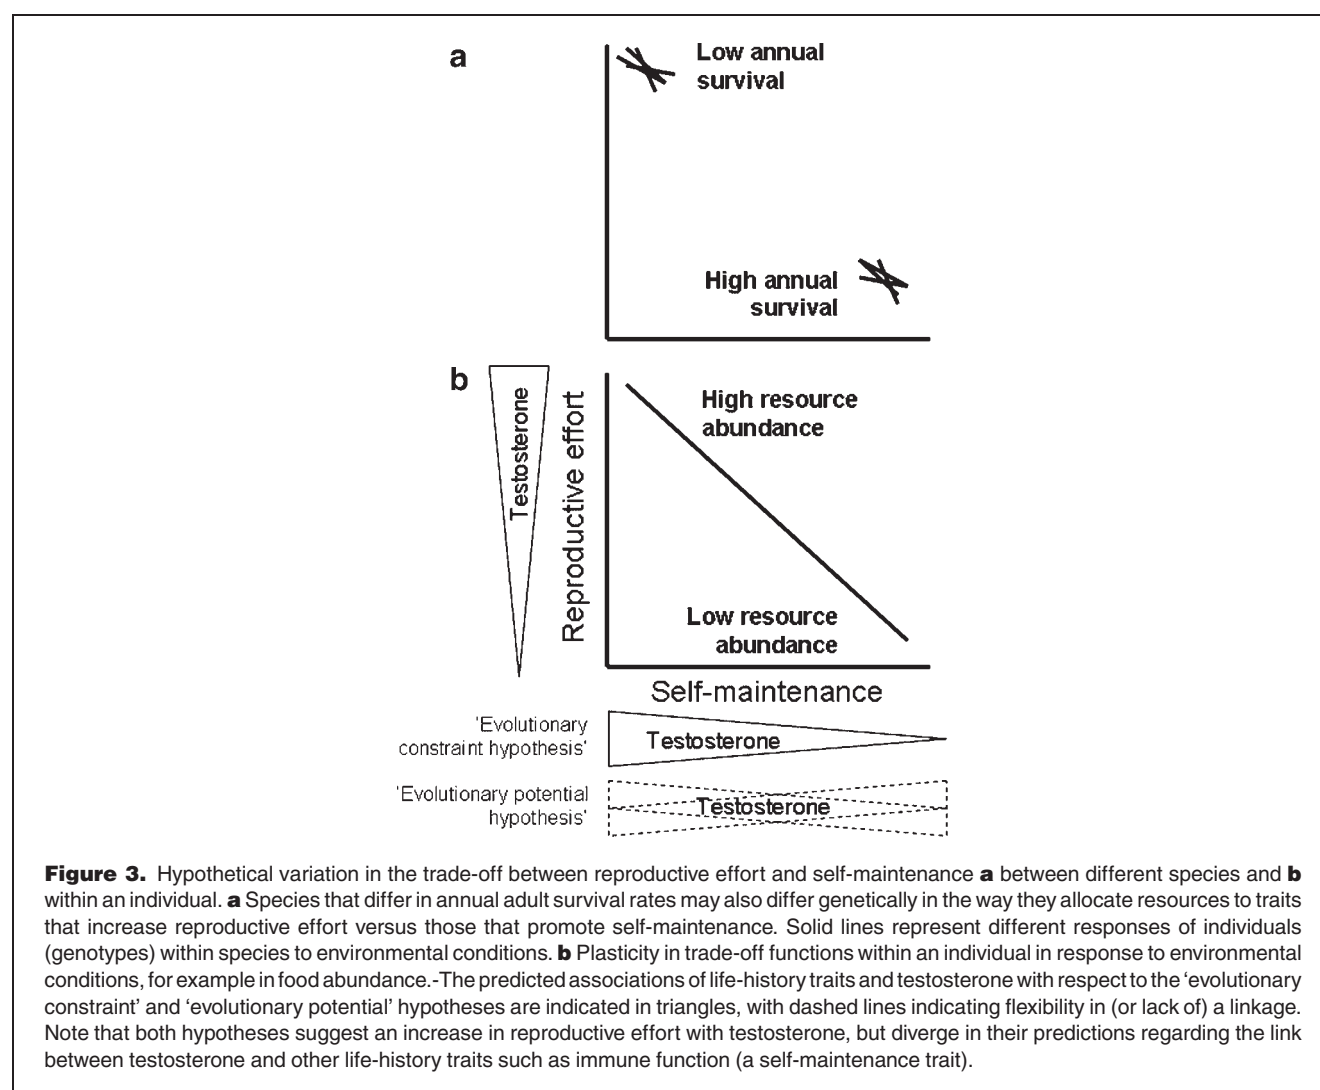 a
Low annual
survival
High annual
survival
b
Testosterone
Reproductive effort
High resource
abundance
Low resource
abundance
Self-maintenance
'Evolutionary
constraint hypothesis'
Testosterone
'Evolutionary potential
hypothesis'
Testosterone
Figure 3. Hypothetical variation in the trade-off between reproductive effort and self-maintenance a between different species and b
within an individual. a Species that differ in annual adult survival rates may also differ genetically in the way they allocate resources to traits
that increase reproductive effort versus those that promote self-maintenance. Solid lines represent different responses of individuals
(genotypes) within species to environmental conditions. b Plasticity in trade-off functions within an individual in response to environmental
conditions, for example in food abundance.-The predicted associations of life-history traits and testosterone with respect to the 'evolutionary
constraint' and 'evolutionary potential' hypotheses are indicated in triangles, with dashed lines indicating flexibility in (or lack of) a linkage.
Note that both hypotheses suggest an increase in reproductive effort with testosterone, but diverge in their predictions regarding the link
between testosterone and other life-history traits such as immune function (a self-maintenance trait).